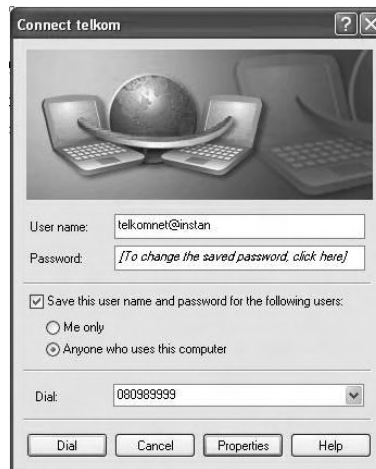 Connect telkom
User name: telkomnet@instan
Password: [To change the saved password, click here]
Save this user name and password for the following users:
Me only
Anyone who uses this computer
Dial: 080989999
Dial Cancel Properties Help